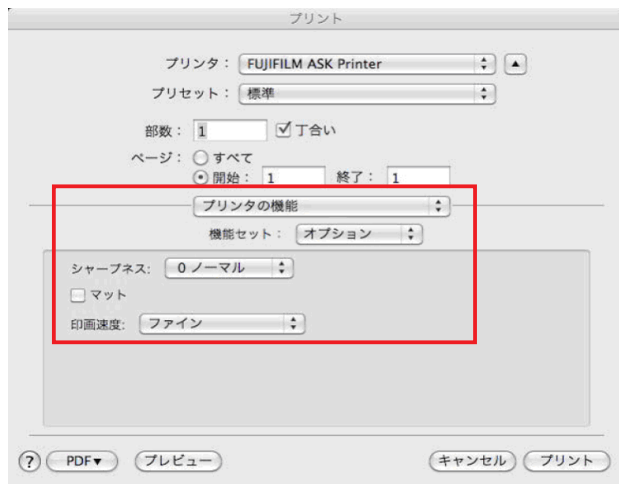 プリント
プリンタ： FUJIFILM ASK Printer
プリセット： 標準
部数： 1 丁合い
ページ： すべて
開始： 1 終了： 1
プリンタの機能
機能セット： オプション
シャープネス: 0 ノーマル
マット
印画速度: ファイン
? PDF▼ プレビュー キャンセル プリント